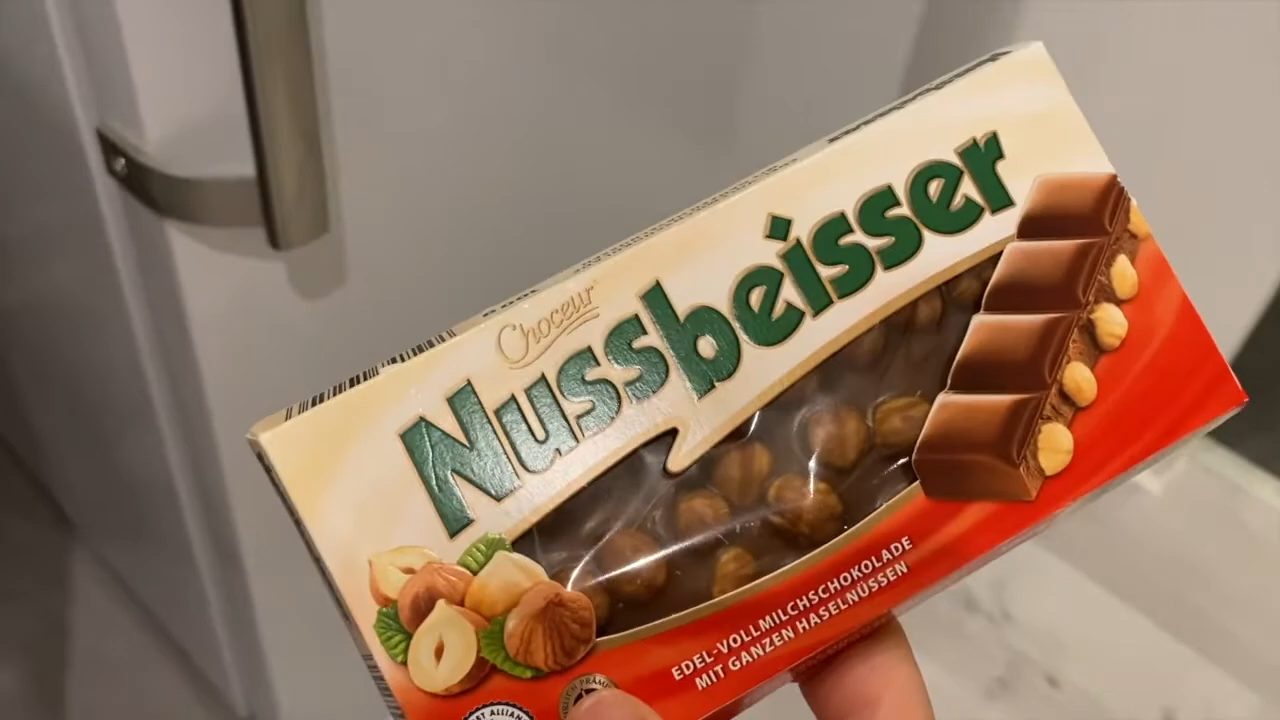 Choceur
Nussbeisser
EDEL-VOLLMILCHSCHOKOLADE
MIT GANZEN HASELNÜSSEN